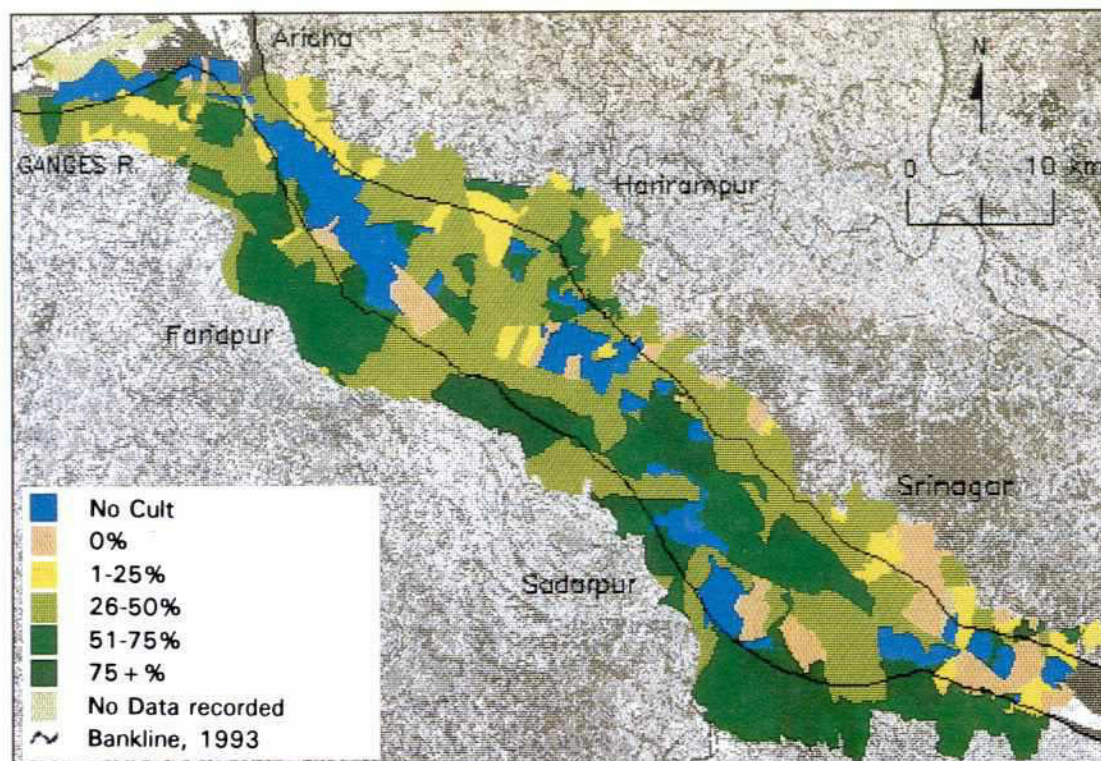 Aricha
N
GANGES R.
Harirampur
0 10 km
Faridpur
Srinagar
Sadarpur
No Cult
0%
1-25%
26-50%
51-75%
75+%
No Data recorded
Bankline, 1993